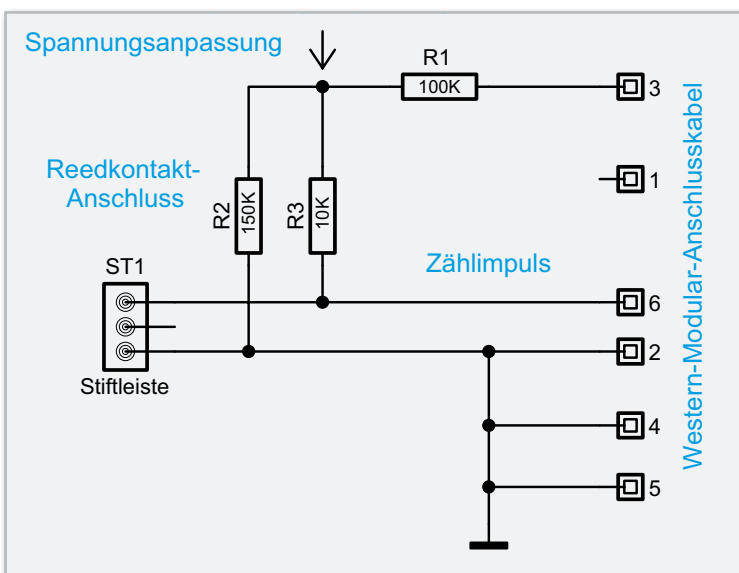 Spannungsanpassung
R1
100K
3
Reedkontakt-
Anschluss
R2
150K
R3
10K
1
ST1
Zählimpuls
6
2
Stiftleiste
4
5
Western-Modular-Anschlusskabel